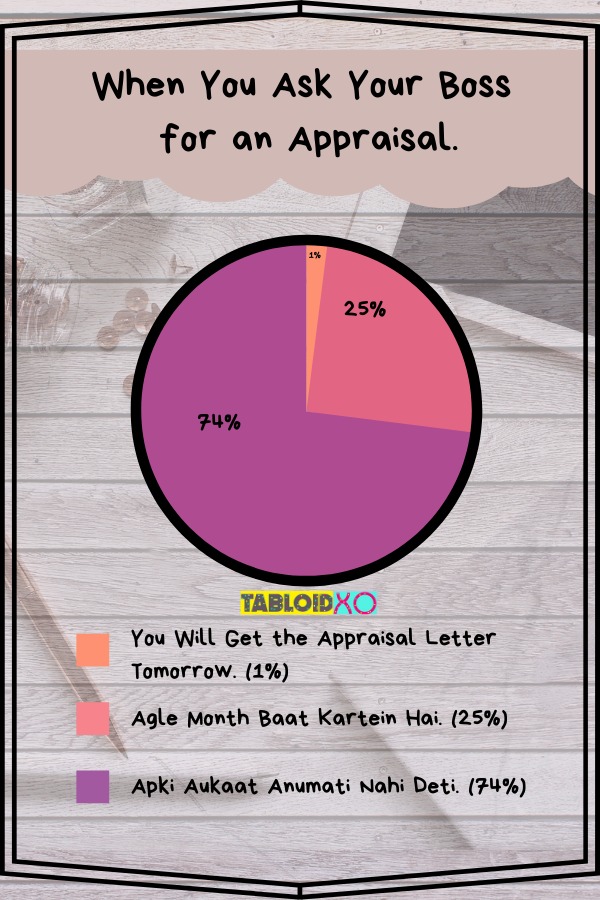 When You Ask Your Boss
for an Appraisal.
1%
25%
74%
TABLOIDXO
You Will Get the Appraisal Letter
Tomorrow. (1%)
Agle Month Baat Kartein Hai. (25%)
Apki Aukaat Anumati Nahi Deti. (74%)